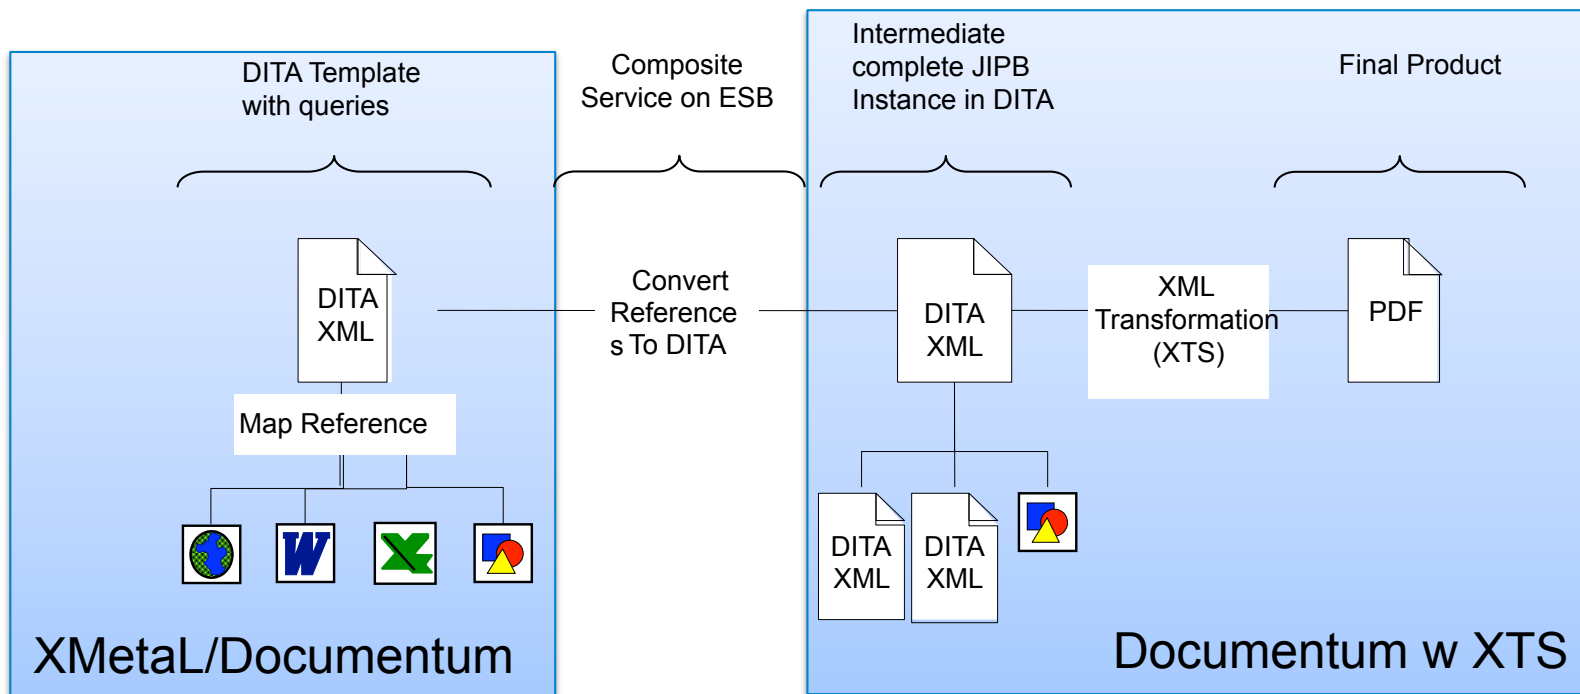 DITA Template
with queries
Composite
Service on ESB
Intermediate
complete JIPB
Instance in DITA
Final Product
DITA
XML
Map Reference
W
X
Convert
Reference
s To DITA
DITA
XML
DITA
XML
DITA
XML
XML
Transformation
(XTS)
PDF
XMetaL/Documentum
Documentum w XTS